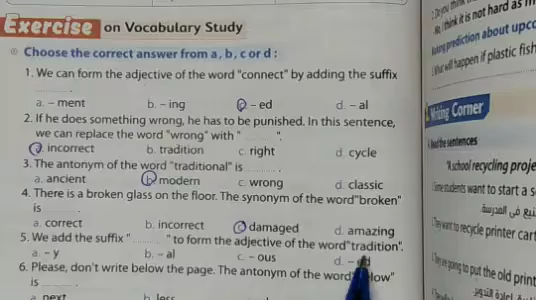 Exercise on Vocabulary Study
Choose the correct answer from a, b, c or d :
1. We can form the adjective of the word "connect" by adding the suffix
............ .
a. – ment b. – ing c. – ed d. – al
2. If he does something wrong, he has to be punished. In this sentence,
we can replace the word "wrong" with " ............ ".
a. incorrect b. tradition c. right d. cycle
3. The antonym of the word "traditional" is ............ .
a. ancient b. modern c. wrong d. classic
4. There is a broken glass on the floor. The synonym of the word"broken"
is ............ .
a. correct b. incorrect c. damaged d. amazing
5. We add the suffix " ............ " to form the adjective of the word"tradition".
a. – y b. – al c. – ous d. –
6. Please, don't write below the page. The antonym of the word
is ............ .
a. next b. less
think it is not hard as
prediction about upco
will happen if plastic fish
Writing Corner
the sentences
"A school recycling proje
students want to start a s
want to recycle printer cart
going to put the old print